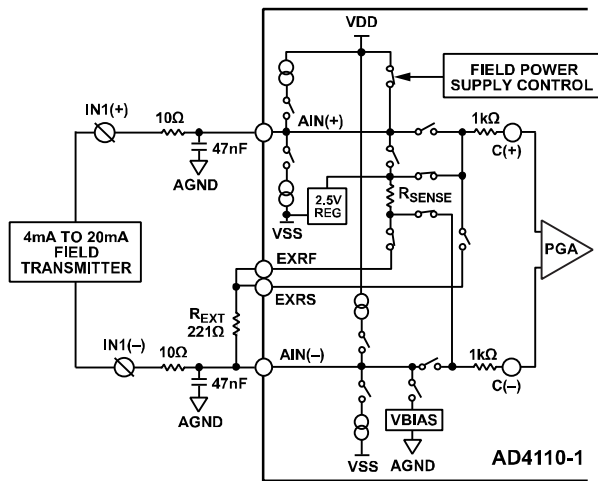 VDD
FIELD POWER
SUPPLY CONTROL
IN1(+)
10Ω
AIN(+)
1kΩ
C(+)
47nF
AGND
2.5V
REG
RSENSE
VSS
4mA TO 20mA
FIELD
TRANSMITTER
PGA
EXRF
EXRS
REXT
221Ω
IN1(–)
10Ω
AIN(–)
1kΩ
C(–)
47nF
AGND
VBIAS
VSS
AGND
AD4110-1